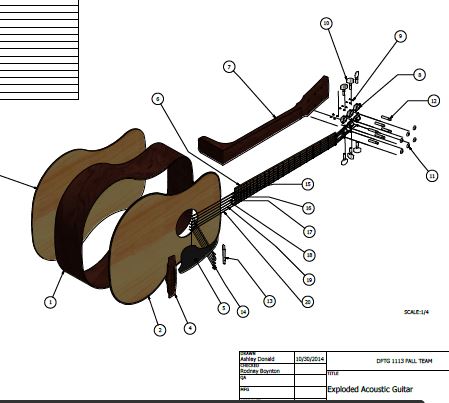 10
9
7
8
6
12
11
15
16
17
18
19
20
1
2
4
5
14
13
SCALE:1/4
DRAWN
Ashley Donald
10/30/2014
CHECKED
Rodney Boynton
QA
MFG
DFTG 1113 FALL TEAM
TITLE
Exploded Acoustic Guitar